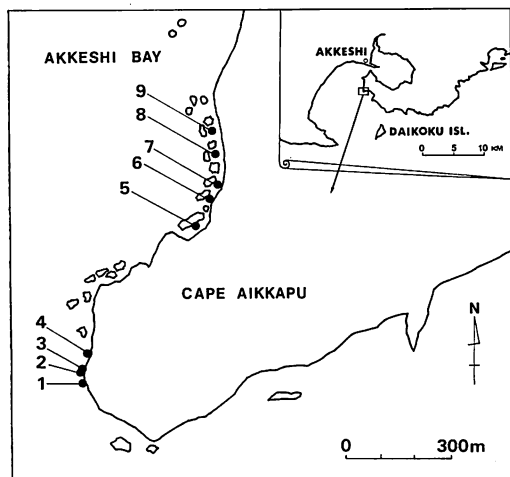 AKKESHI BAY
AKKESHI
DAIKOKU ISL.
0 5 10 KM
9
8
7
6
5
CAPE AIKKAPU
4
3
2
1
N
0 300m